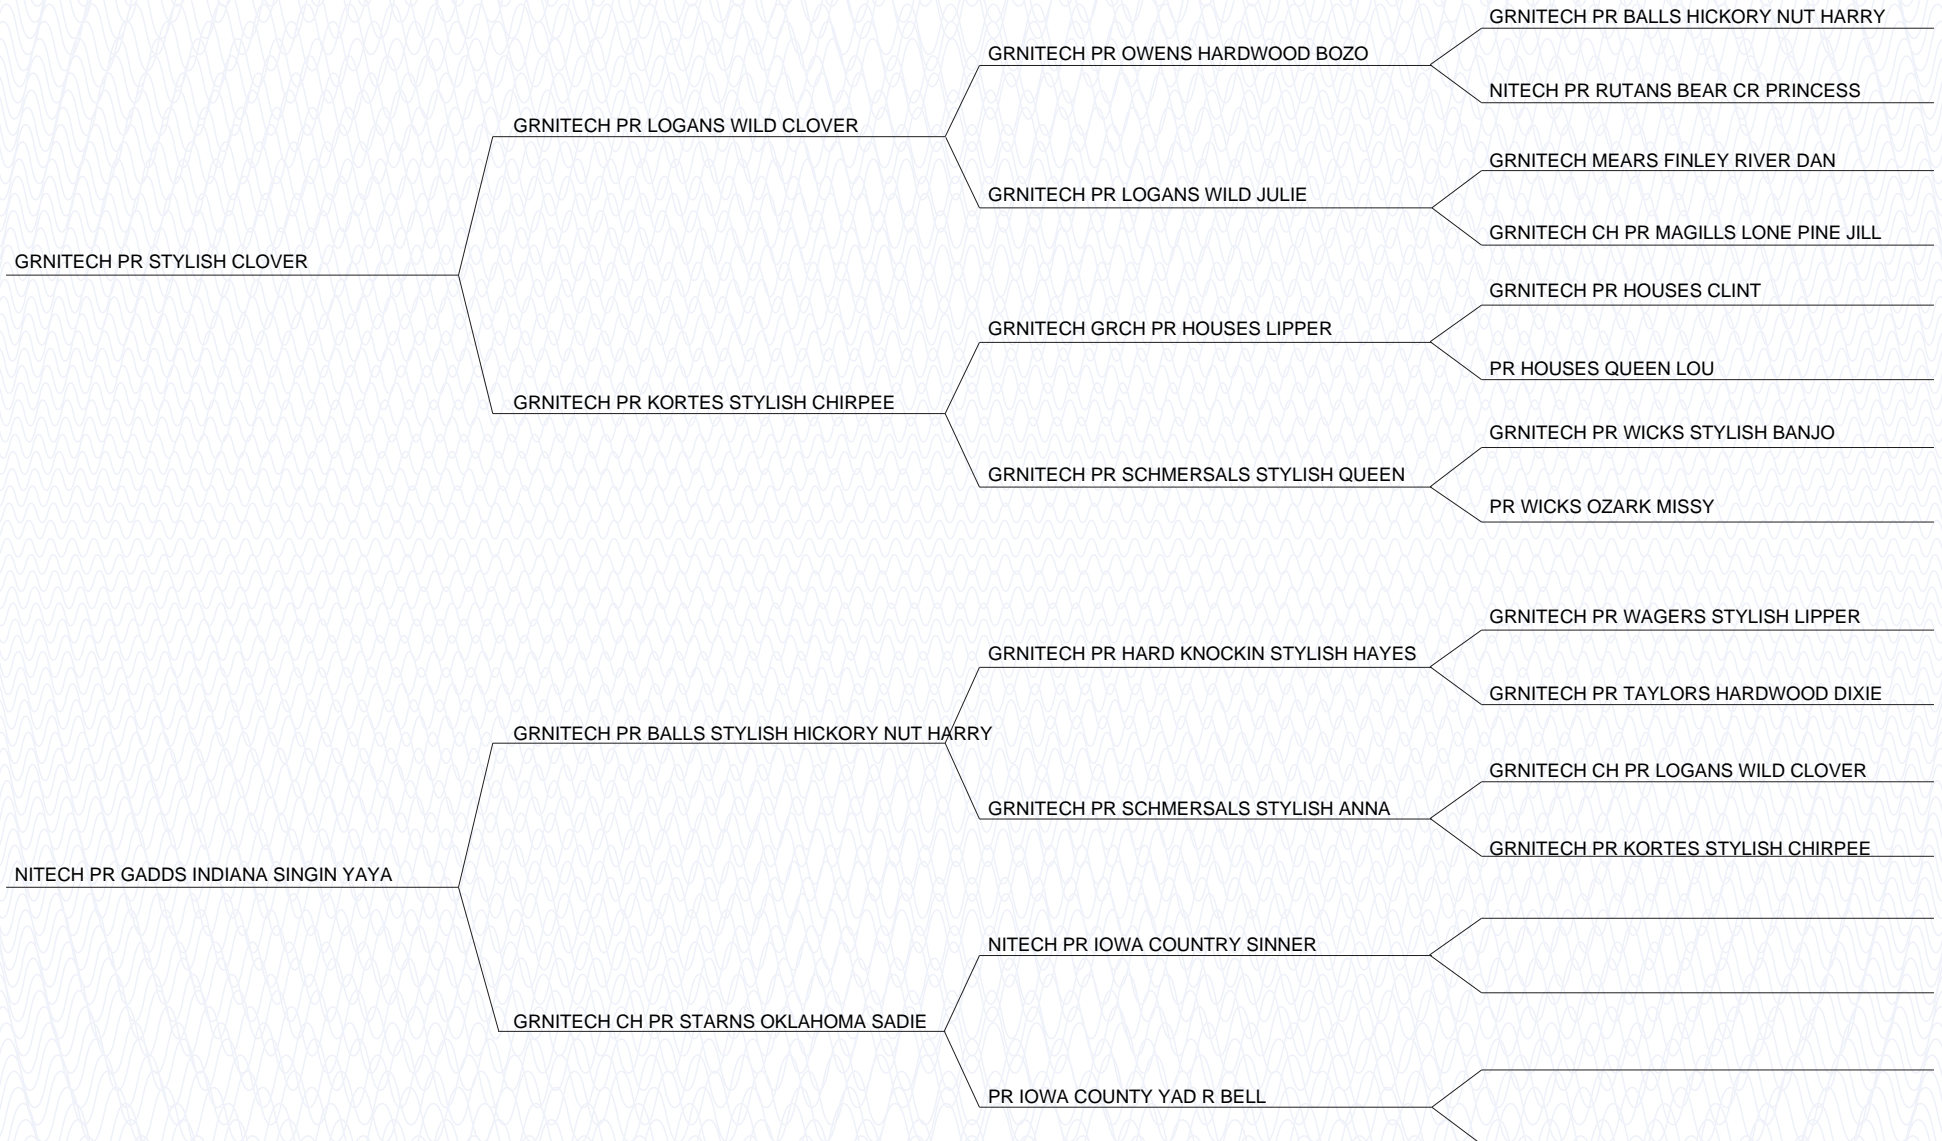 GRNITECH PR BALLS HICKORY NUT HARRY
GRNITECH PR OWENS HARDWOOD BOZO
NITECH PR RUTANS BEAR CR PRINCESS
GRNITECH PR LOGANS WILD CLOVER
GRNITECH MEARS FINLEY RIVER DAN
GRNITECH PR LOGANS WILD JULIE
GRNITECH CH PR MAGILLS LONE PINE JILL
GRNITECH PR STYLISH CLOVER
GRNITECH PR HOUSES CLINT
GRNITECH GRCH PR HOUSES LIPPER
PR HOUSES QUEEN LOU
GRNITECH PR KORTES STYLISH CHIRPEE
GRNITECH PR WICKS STYLISH BANJO
GRNITECH PR SCHMERSALS STYLISH QUEEN
PR WICKS OZARK MISSY
GRNITECH PR WAGERS STYLISH LIPPER
GRNITECH PR HARD KNOCKIN STYLISH HAYES
GRNITECH PR TAYLORS HARDWOOD DIXIE
GRNITECH PR BALLS STYLISH HICKORY NUT HARRY
GRNITECH CH PR LOGANS WILD CLOVER
GRNITECH PR SCHMERSALS STYLISH ANNA
GRNITECH PR KORTES STYLISH CHIRPEE
NITECH PR GADDS INDIANA SINGIN YAYA
NITECH PR IOWA COUNTRY SINNER
GRNITECH CH PR STARNS OKLAHOMA SADIE
PR IOWA COUNTY YAD R BELL